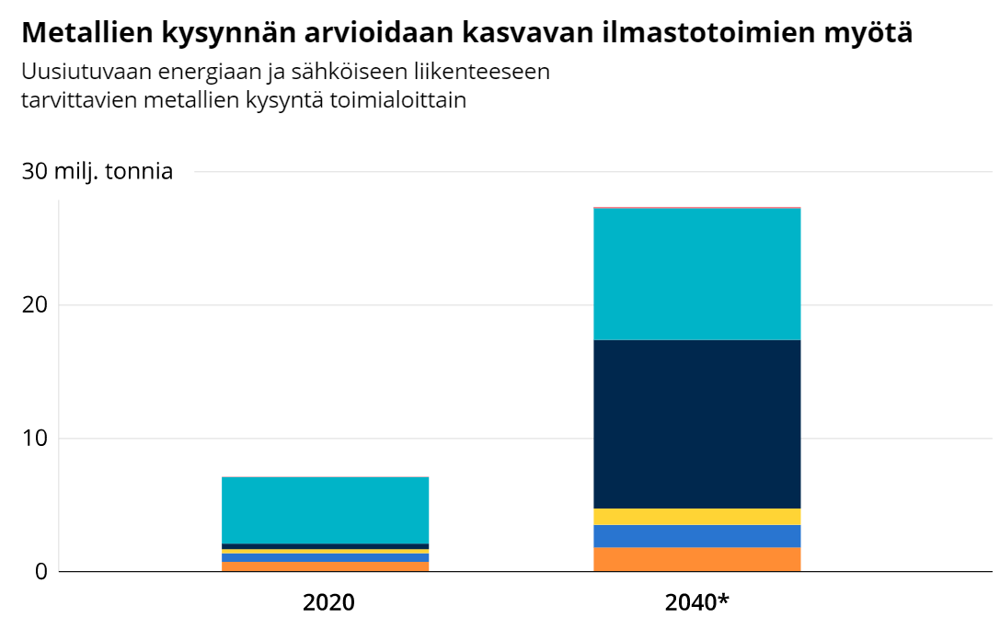 Metallien kysynnän arvioidaan kasvavan ilmastotoimien myötä
Uusiutuvaan energiaan ja sähköiseen liikenteeseen
tarvittavien metallien kysyntä toimialoittain
30 milj. tonnia
20
10
0
2020
2040*